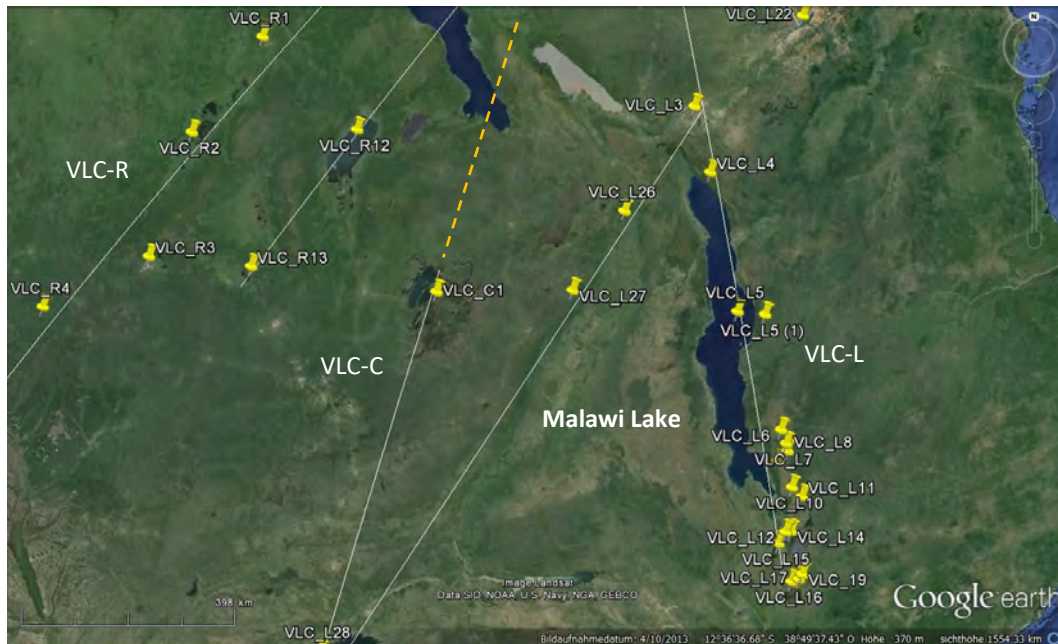 VLC_R1
VLC_L22
VLC_L3
VLC_R12
VLC_R2
VLC-R
VLC_L4
VLC_L26
VLC_R3
VLC_R13
VLC_R4
VLC_C1
VLC_L27
VLC_L5
VLC_L5 (1)
VLC-C
VLC-L
Malawi Lake
VLC_L6
VLC_L8
VLC_L7
VLC_L11
VLC_L10
VLC_L12
VLC_L14
VLC_L15
VLC_L17
VLC_19
VLC_L16
Image Landsat
Data SIO, NOAA, U.S. Navy, NGA, GEBCO
Google earth
398 km
VLC_L28
Bildaufnahmedatum: 4/10/2013 12°36'36.68" S 38°49'37.43" O Höhe 370 m sichthöhe 1554.33 km
N